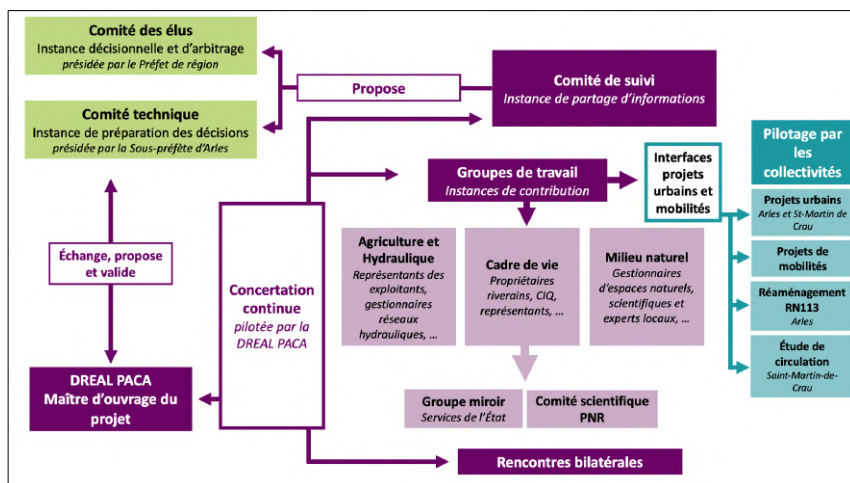 Comité des élus
Instance décisionnelle et d'arbitrage
présidée par le Préfet de région
Comité technique
Instance de préparation des décisions
présidée par la Sous-préfète d'Arles
Propose
Comité de suivi
Instance de partage d'informations
Échange, propose
et valide
DREAL PACA
Maître d'ouvrage du
projet
Concertation
continue
pilotée par la
DREAL PACA
Groupes de travail
Instances de contribution
Interfaces
projets
urbains et
mobilités
Agriculture et
Hydraulique
Représentants des
exploitants,
gestionnaires
réseaux
hydrauliques, ...
Cadre de vie
Propriétaires
riverains, CIQ,
représentants, ...
Milieu naturel
Gestionnaires
d'espaces naturels,
scientifiques et
experts locaux, ...
Groupe miroir
Services de l'État
Comité scientifique
PNR
Rencontres bilatérales
Pilotage par
les
collectivités
Projets urbains
Arles et St-Martin de
Crau
Projets de
mobilités
Réaménagement
RN113
Arles
Étude de
circulation
Saint-Martin-de-
Crau